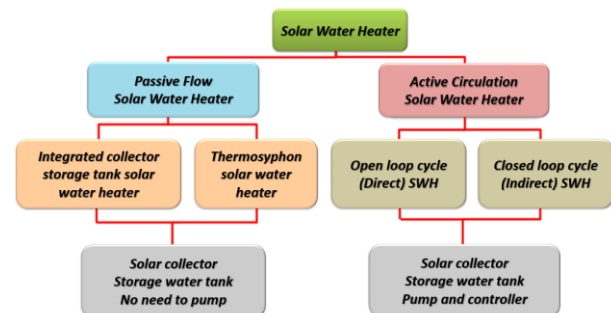 Solar Water Heater
Passive Flow
Solar Water Heater
Active Circulation
Solar Water Heater
Integrated collector
storage tank solar
water heater
Thermosyphon
solar water
heater
Open loop cycle
(Direct) SWH
Closed loop cycle
(Indirect) SWH
Solar collector
Storage water tank
No need to pump
Solar collector
Storage water tank
Pump and controller